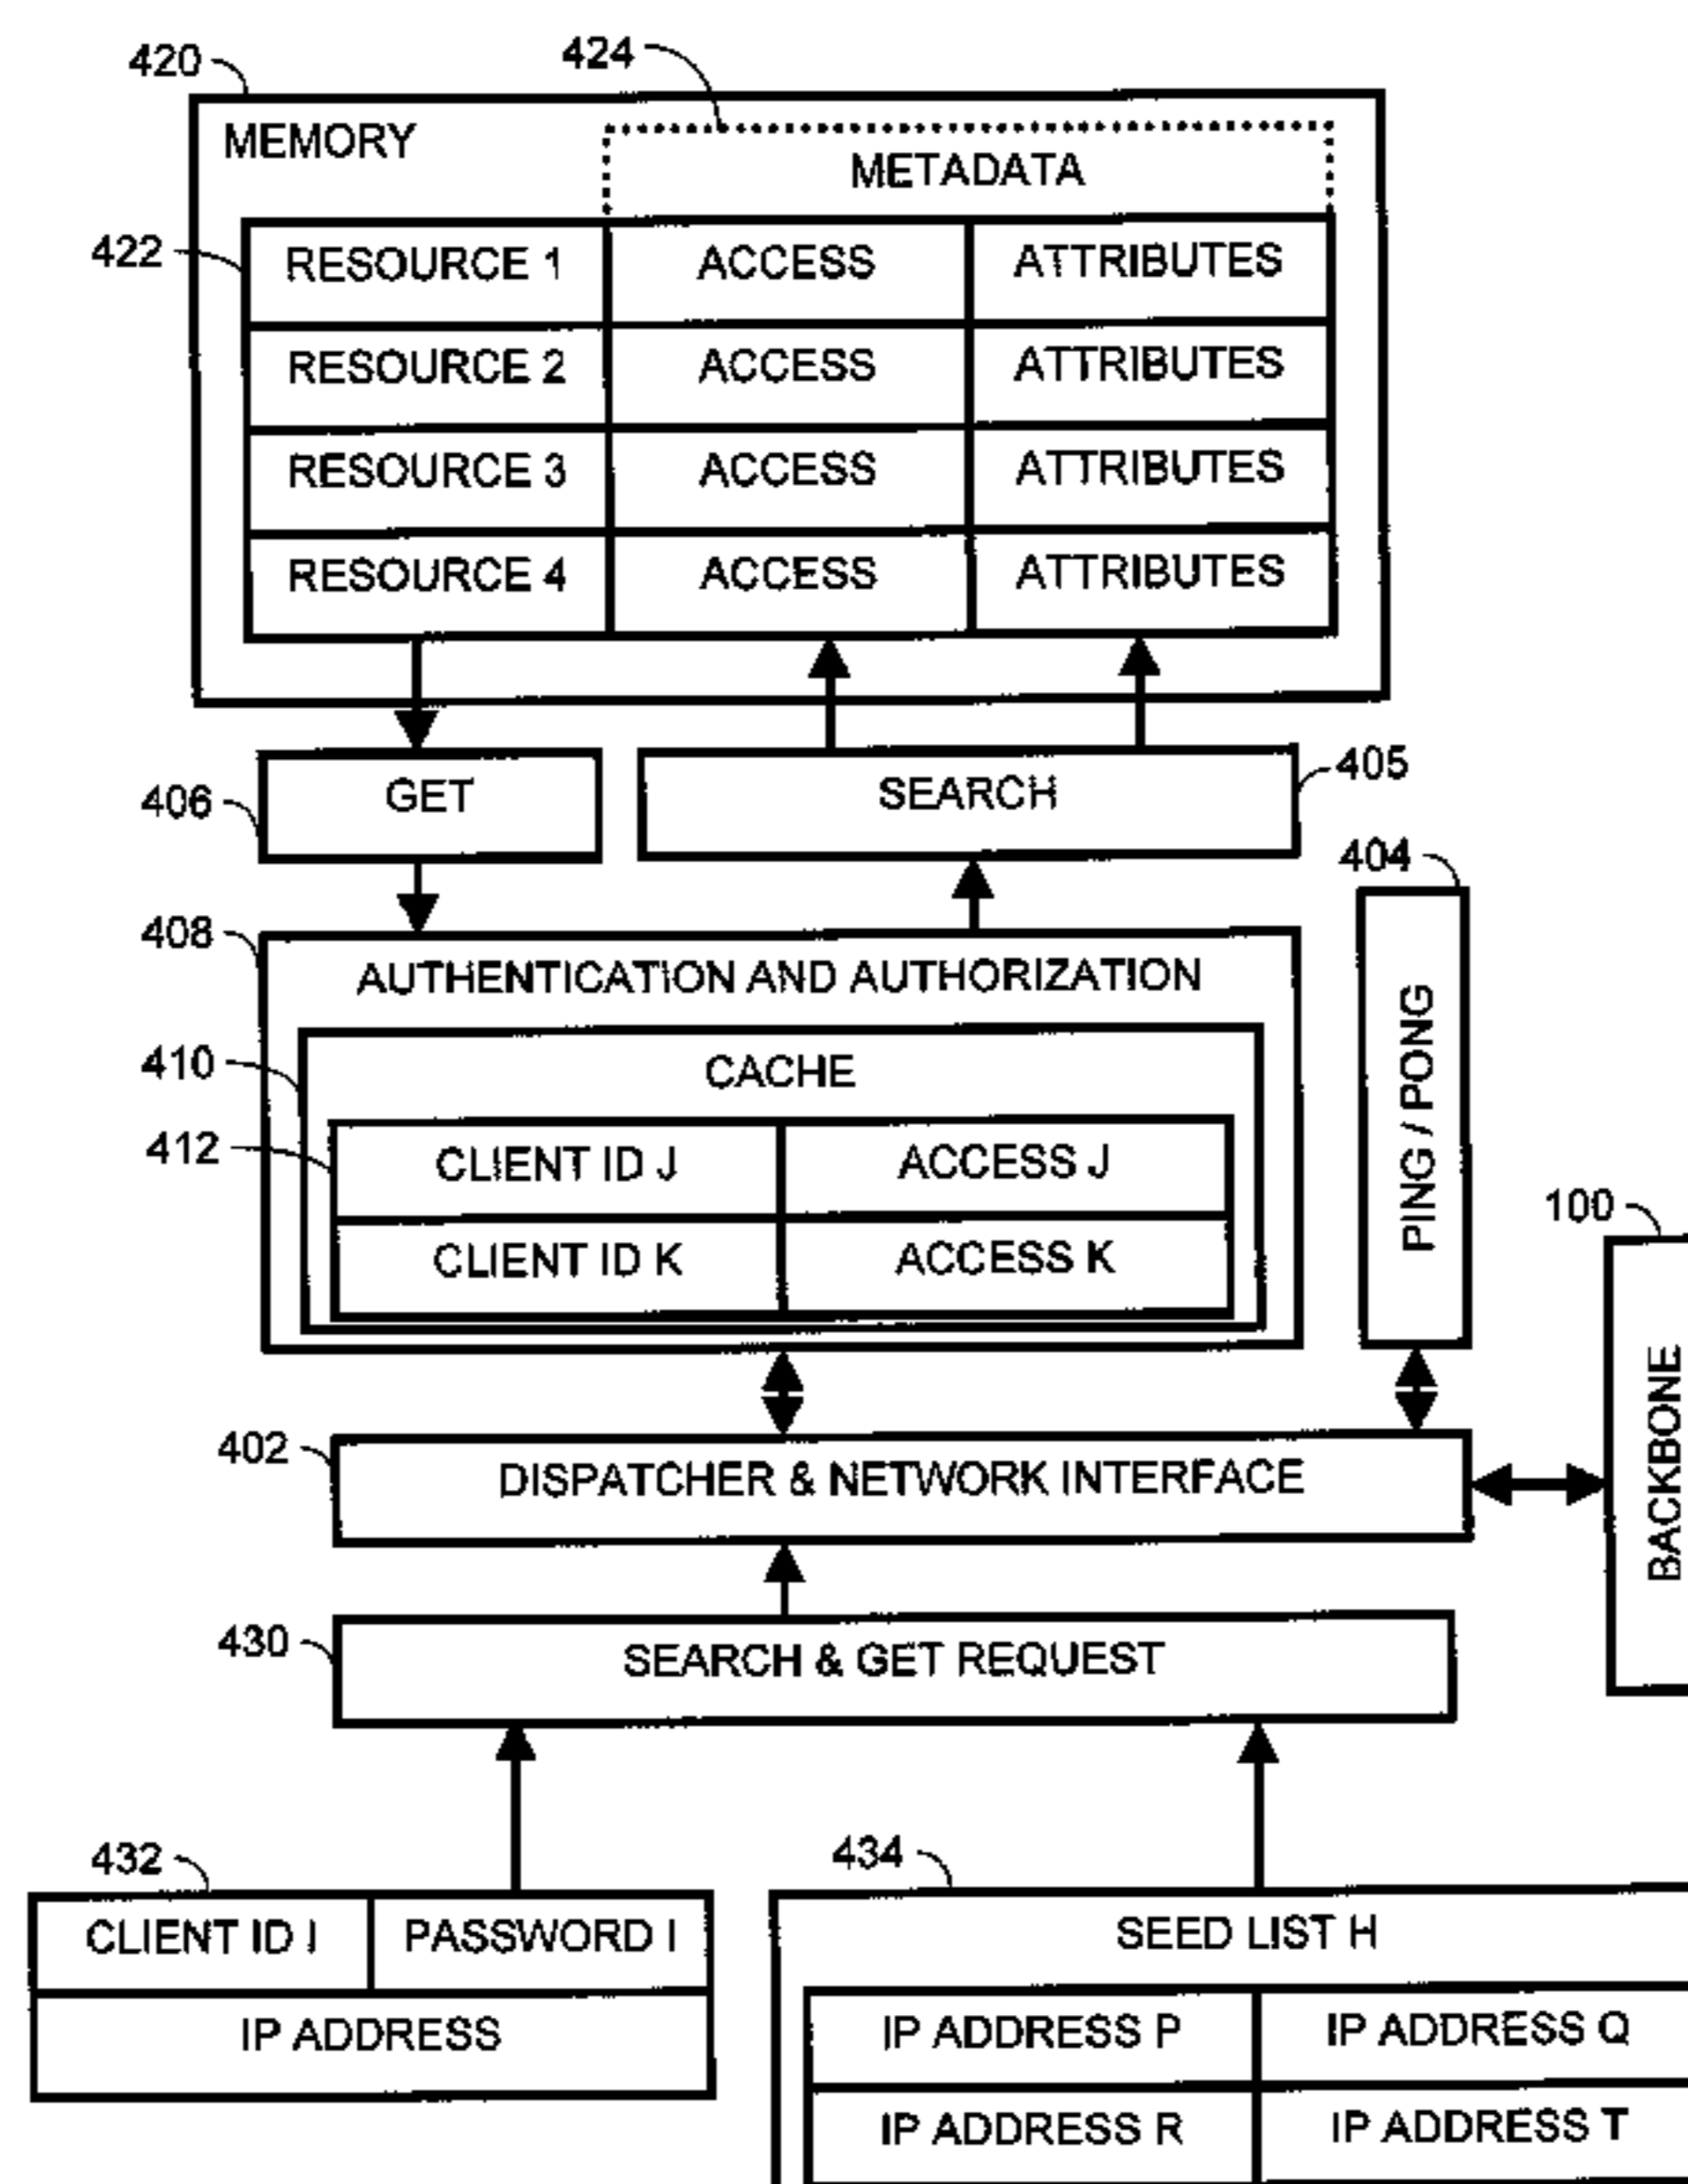 420
424
MEMORY
METADATA
422
RESOURCE 1 ACCESS ATTRIBUTES
RESOURCE 2 ACCESS ATTRIBUTES
RESOURCE 3 ACCESS ATTRIBUTES
RESOURCE 4 ACCESS ATTRIBUTES
406
GET
SEARCH
405
404
408
AUTHENTICATION AND AUTHORIZATION
PING / PONG
410
CACHE
412
CLIENT ID J ACCESS J
CLIENT ID K ACCESS K
100
BACKBONE
402
DISPATCHER & NETWORK INTERFACE
430
SEARCH & GET REQUEST
432
434
CLIENT ID I PASSWORD I
IP ADDRESS
SEED LIST H
IP ADDRESS P IP ADDRESS Q
IP ADDRESS R IP ADDRESS T